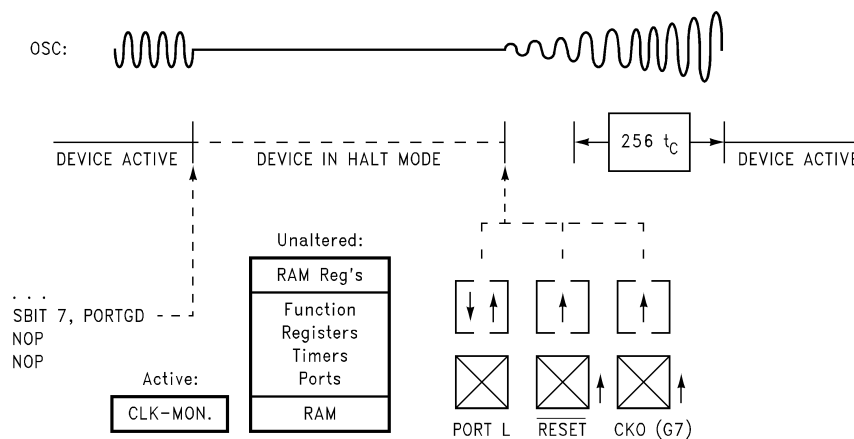 OSC:
256 tC
DEVICE ACTIVE
DEVICE IN HALT MODE
DEVICE ACTIVE
Unaltered:
RAM Reg's
Function
Registers
Timers
Ports
RAM
. . .
SBIT 7, PORTGD
NOP
NOP
Active:
CLK-MON.
PORT L
RESET
CKO (G7)